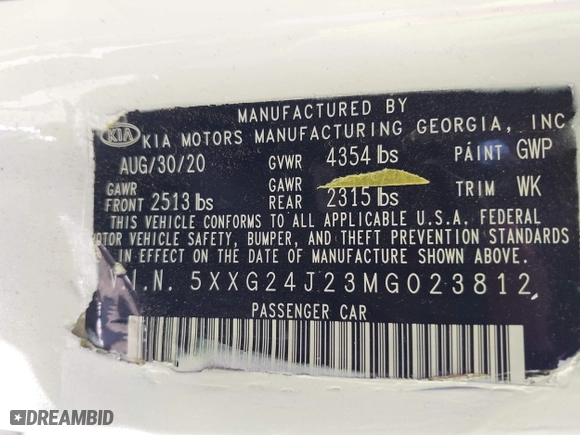 MANUFACTURED BY
KIA KIA MOTORS MANUFACTURING GEORGIA, INC
AUG/30/20 GVWR 4354 lbs PAINT GWP
GAWR FRONT 2513 lbs GAWR REAR 2315 lbs TRIM WK
THIS VEHICLE CONFORMS TO ALL APPLICABLE U.S.A. FEDERAL
OTOR VEHICLE SAFETY, BUMPER, AND THEFT PREVENTION STANDARDS
IN EFFECT ON THE DATE OF MANUFACTURE SHOWN ABOVE.
V.I.N. 5XXG24J23MG023812
PASSENGER CAR
DREAMBID